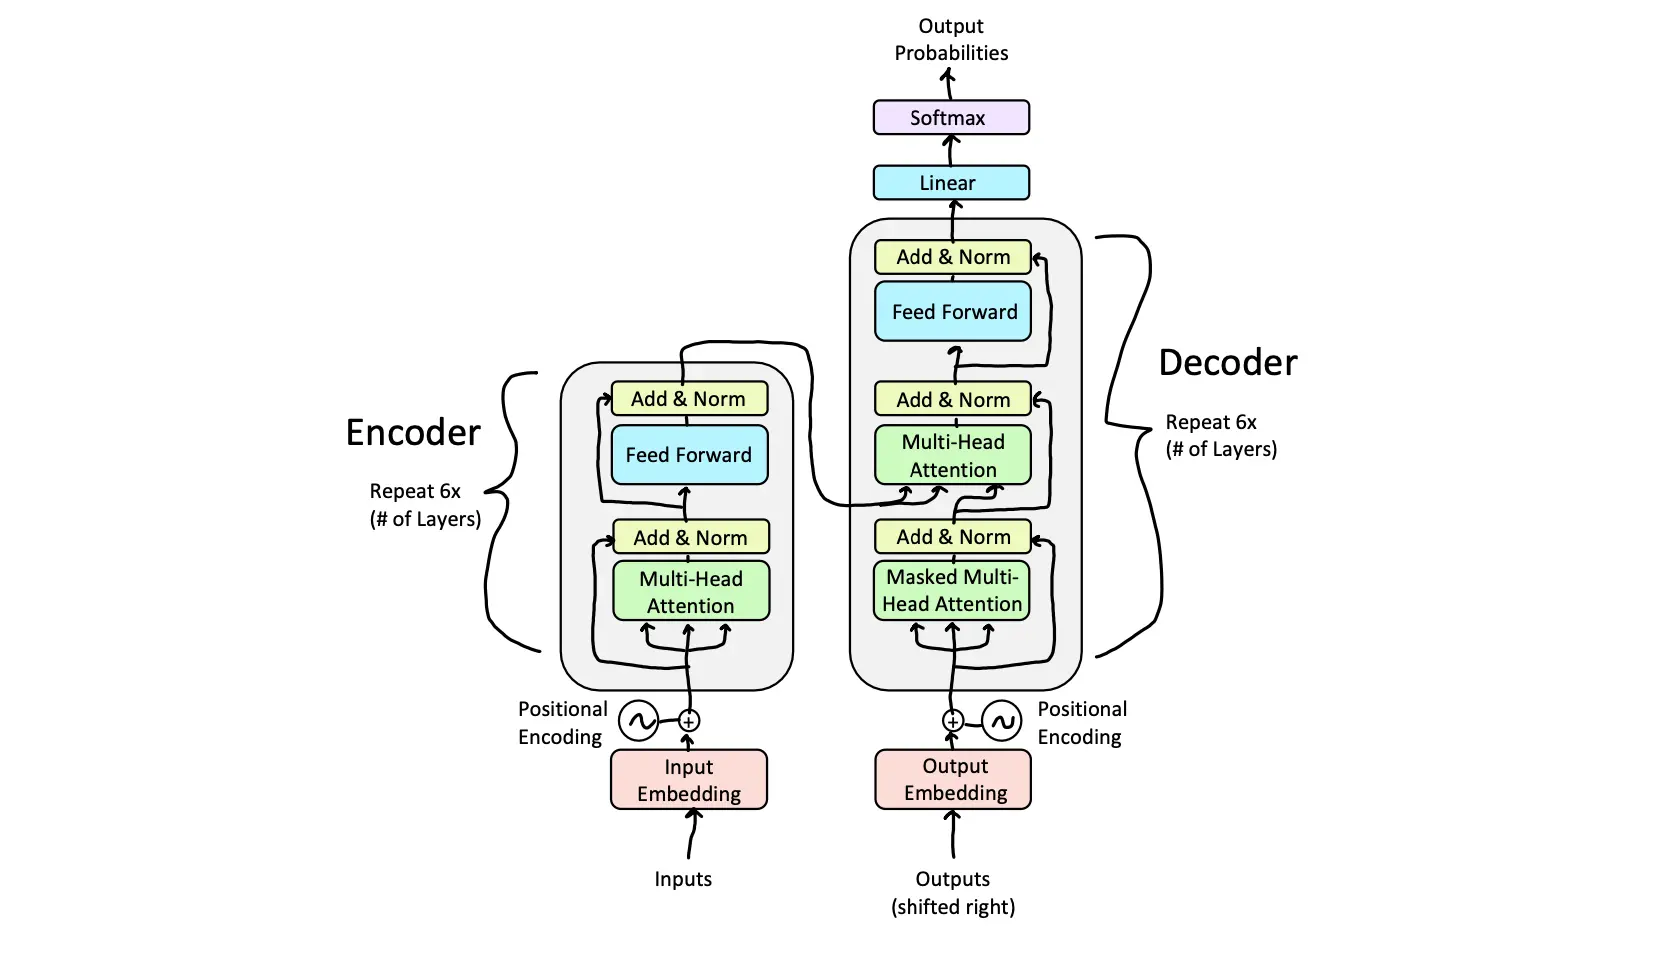 Output
Probabilities
Softmax
Linear
Add & Norm
Feed Forward
Add & Norm
Multi-Head
Attention
Add & Norm
Masked Multi-
Head Attention
Decoder
Repeat 6x
(# of Layers)
Encoder
Repeat 6x
(# of Layers)
Add & Norm
Feed Forward
Add & Norm
Multi-Head
Attention
Positional
Encoding
+
Input
Embedding
Inputs
+
Positional
Encoding
Output
Embedding
Outputs
(shifted right)